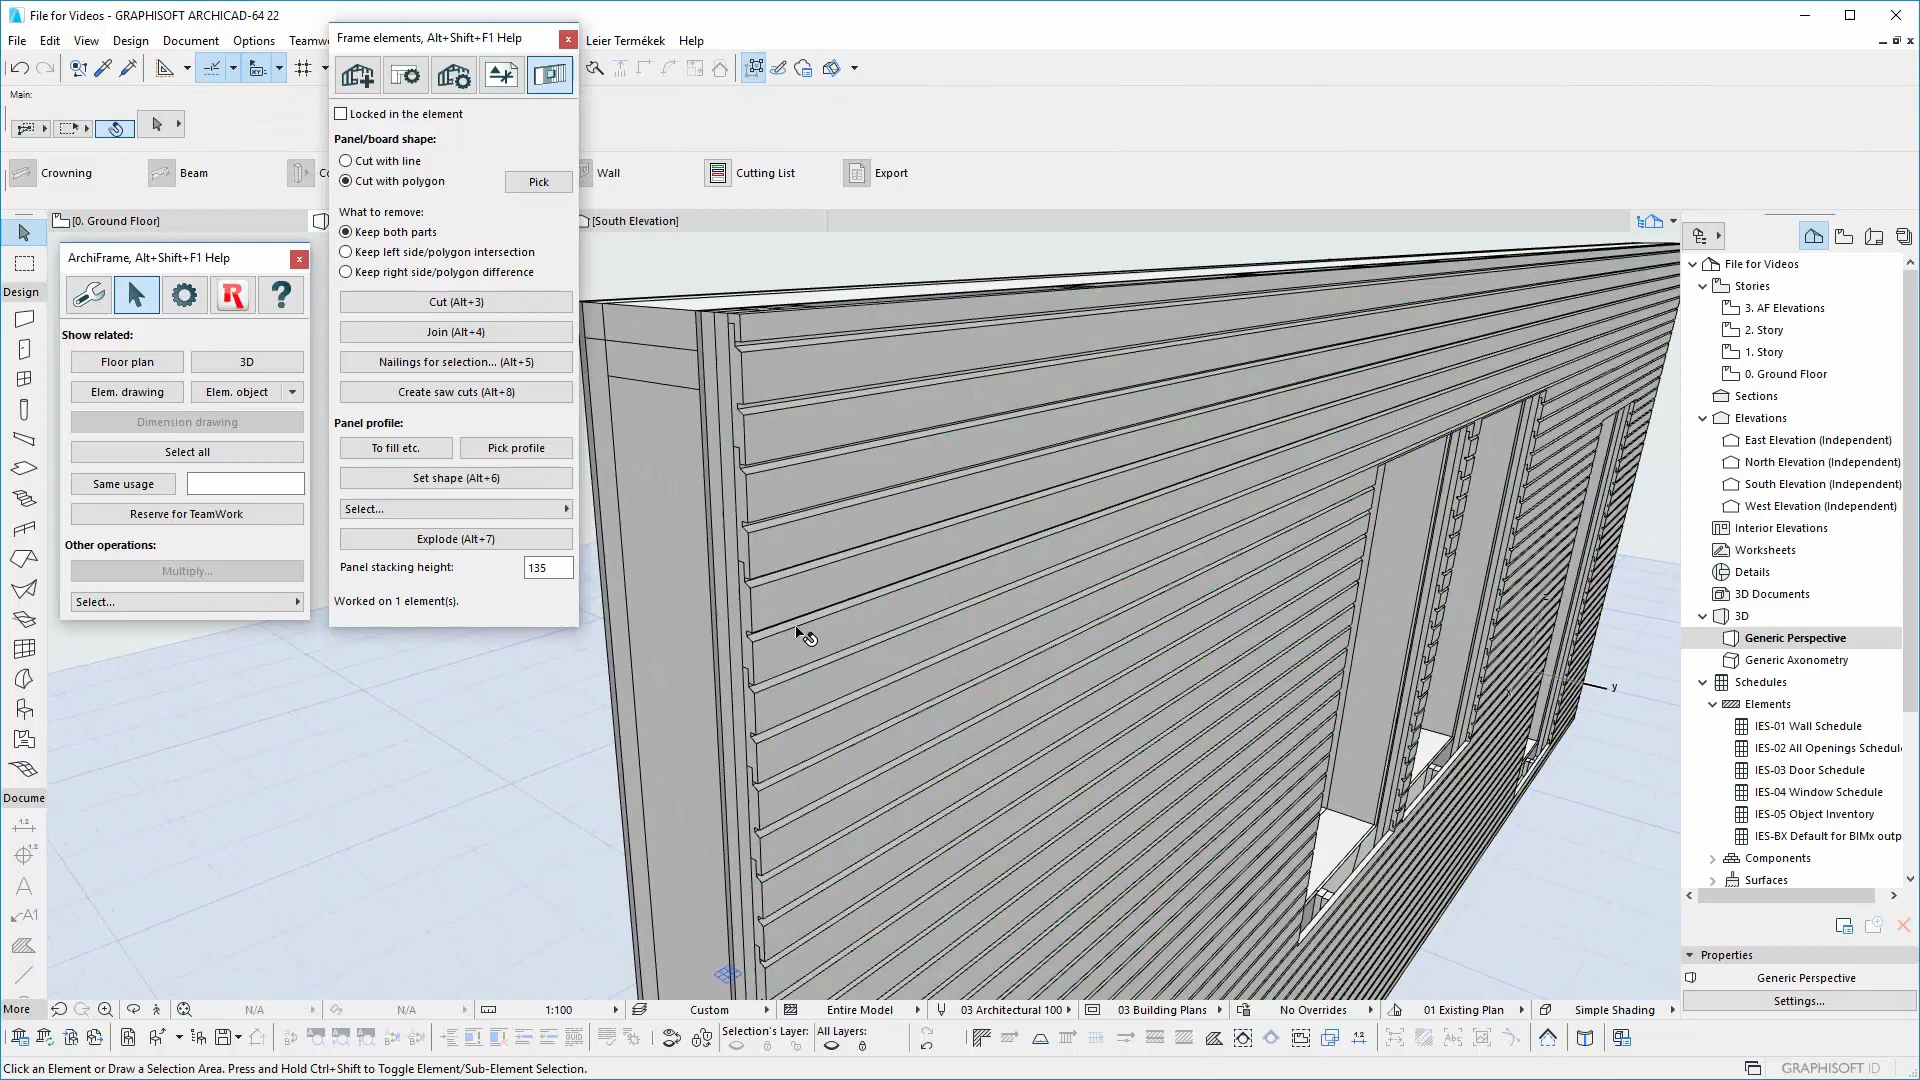 File for Videos - GRAPHISOFT ARCHICAD-64 22
File Edit View Design Document Options Teamw Leier Termékek Help
Main:
Crowning Beam Co Wall Cutting List Export
[0. Ground Floor] [South Elevation]
Frame elements, Alt+Shift+F1 Help
Locked in the element
Panel/board shape:
Cut with line
Cut with polygon Pick
What to remove:
Keep both parts
Keep left side/polygon intersection
Keep right side/polygon difference
Cut (Alt+3)
Join (Alt+4)
Nailings for selection... (Alt+5)
Create saw cuts (Alt+8)
Panel profile:
To fill etc. Pick profile
Set shape (Alt+6)
Select...
Explode (Alt+7)
Panel stacking height: 135
Worked on 1 element(s).
ArchiFrame, Alt+Shift+F1 Help
Show related:
Floor plan 3D
Elem. drawing Elem. object
Dimension drawing
Select all
Same usage
Reserve for TeamWork
Other operations:
Multiply...
Select...
Design
Docume
More
y
File for Videos
Stories
3. AF Elevations
2. Story
1. Story
0. Ground Floor
Sections
Elevations
East Elevation (Independent)
North Elevation (Independent)
South Elevation (Independent)
West Elevation (Independent)
Interior Elevations
Worksheets
Details
3D Documents
3D
Generic Perspective
Generic Axonometry
Schedules
Elements
IES-01 Wall Schedule
IES-02 All Openings Schedule
IES-03 Door Schedule
IES-04 Window Schedule
IES-05 Object Inventory
IES-BX Default for BIMx outp
Components
Surfaces
Properties
Generic Perspective
Settings...
N/A N/A 1:100 Custom Entire Model 03 Architectural 100 03 Building Plans No Overrides 01 Existing Plan Simple Shading
Selection's Layer: All Layers:
Click an Element or Draw a Selection Area. Press and Hold Ctrl+Shift to Toggle Element/Sub-Element Selection.
GRAPHISOFT ID